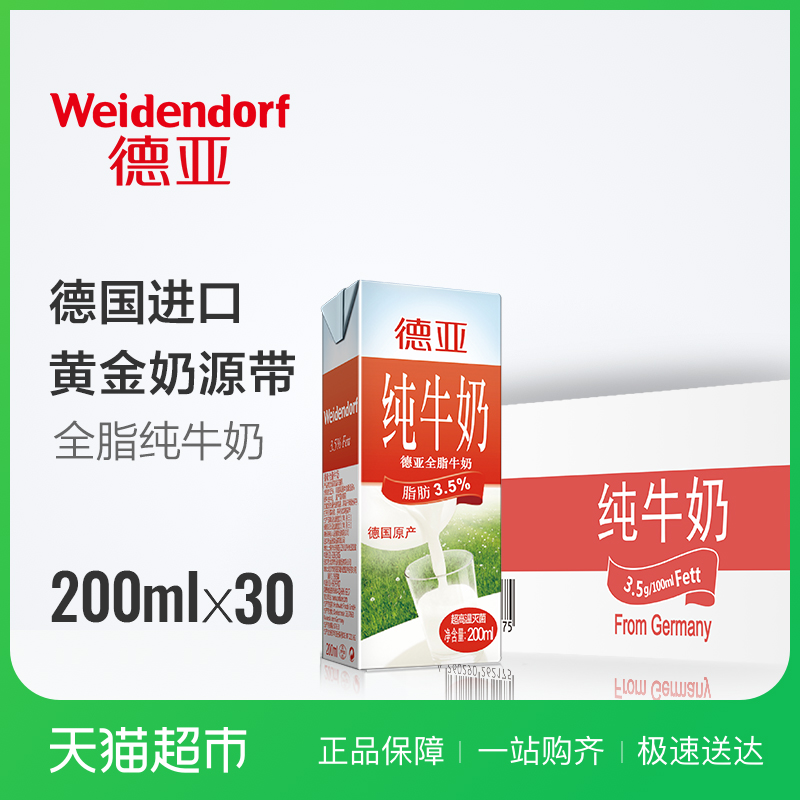 Weidendorf
德亚
德国进口
黄金奶源带
全脂纯牛奶
200mlX30
德亚
纯牛奶
德亚全脂牛奶
脂肪 3.5%
德国原产
超高温灭菌
净含量:200ml
Weidendorf
3.5% Fett
200ml
纯牛奶
3.5g/100ml Fett
From Germany
75
天猫超市
正品保障 | 一站购齐 | 极速送达